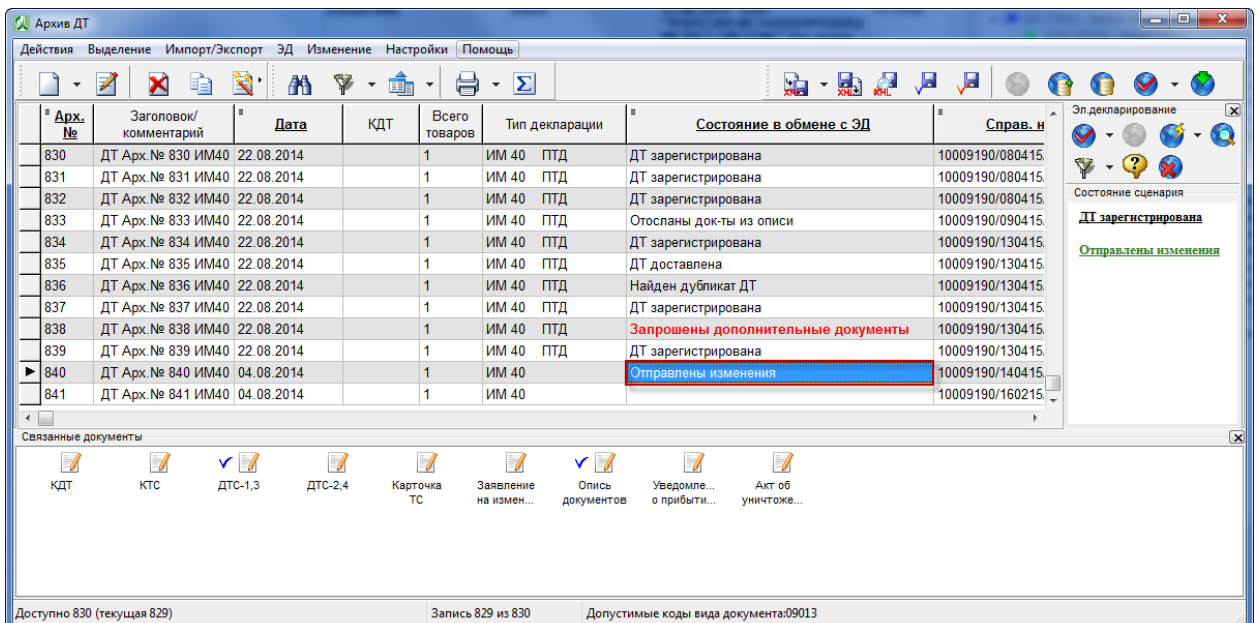 Архив ДТ
Действия Выделение Импорт/Экспорт ЭД Изменение Настройки Помощь
Арх. № Заголовок/комментарий Дата КДТ Всего товаров Тип декларации Состояние в обмене с ЭД Справ. н
830 ДТ Арх.№ 830 ИМ40 22.08.2014 1 ИМ 40 ПТД ДТ зарегистрирована 10009190/080415
831 ДТ Арх.№ 831 ИМ40 22.08.2014 1 ИМ 40 ПТД ДТ зарегистрирована 10009190/080415
832 ДТ Арх.№ 832 ИМ40 22.08.2014 1 ИМ 40 ПТД ДТ зарегистрирована 10009190/080415
833 ДТ Арх.№ 833 ИМ40 22.08.2014 1 ИМ 40 ПТД Отосланы док-ты из описи 10009190/090415
834 ДТ Арх.№ 834 ИМ40 22.08.2014 1 ИМ 40 ПТД ДТ зарегистрирована 10009190/130415
835 ДТ Арх.№ 835 ИМ40 22.08.2014 1 ИМ 40 ПТД ДТ доставлена 10009190/130415
836 ДТ Арх.№ 836 ИМ40 22.08.2014 1 ИМ 40 ПТД Найден дубликат ДТ 10009190/130415
837 ДТ Арх.№ 837 ИМ40 22.08.2014 1 ИМ 40 ПТД ДТ зарегистрирована 10009190/130415
838 ДТ Арх.№ 838 ИМ40 22.08.2014 1 ИМ 40 ПТД Запрошены дополнительные документы 10009190/130415
839 ДТ Арх.№ 839 ИМ40 22.08.2014 1 ИМ 40 ПТД ДТ зарегистрирована 10009190/130415
840 ДТ Арх.№ 840 ИМ40 04.08.2014 1 ИМ 40 Отправлены изменения 10009190/140415
841 ДТ Арх.№ 841 ИМ40 04.08.2014 1 ИМ 40 10009190/160215
Эл.декларирование
Состояние сценария
ДТ зарегистрирована
Отправлены изменения
Связанные документы
КДТ КТС ДТС-1,3 ДТС-2,4 Карточка ТС Заявление на измен... Опись документов Уведомле... о прибыти... Акт об уничтоже...
Доступно 830 (текущая 829) Запись 829 из 830 Допустимые коды вида документа:09013